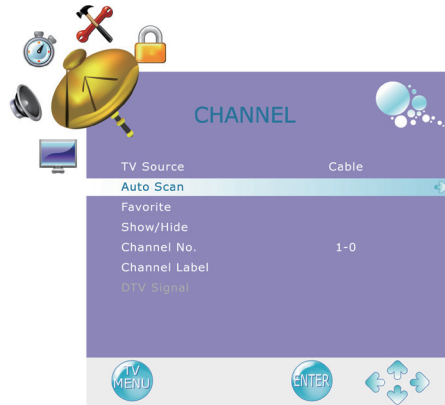 CHANNEL
TV Source Cable
Auto Scan
Favorite
Show/Hide
Channel No. 1-0
Channel Label
DTV Signal
TV MENU ENTER